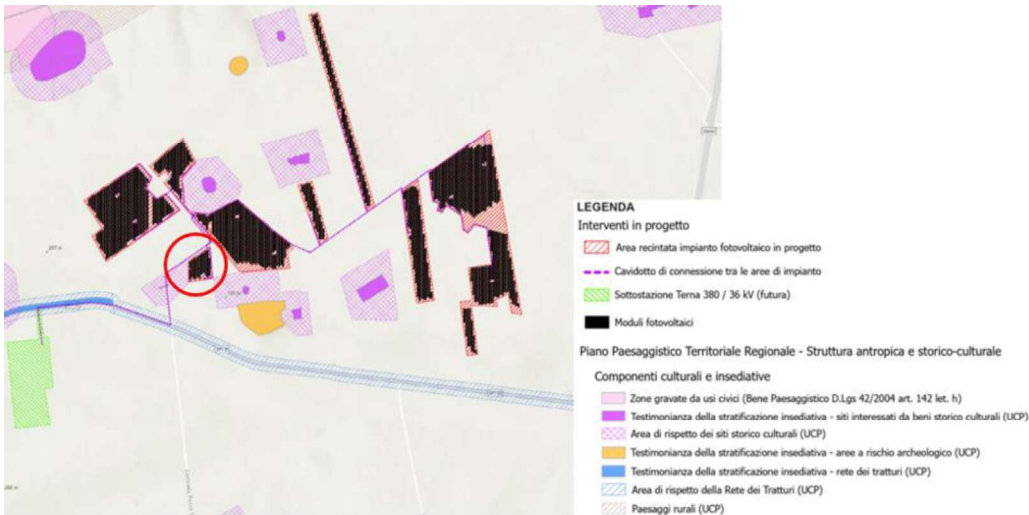 LEGENDA
Interventi in progetto
Area recintata impianto fotovoltaico in progetto
Cavidotto di connessione tra le aree di impianto
Sottostazione Terna 380 / 36 kV (futura)
Moduli fotovoltaici
Piano Paesaggistico Territoriale Regionale - Struttura antropica e storico-culturale
Componenti culturali e insediative
Zone gravate da usi civici (Bene Paesaggistico D.Lgs 42/2004 art. 142 let. h)
Testimonianza della stratificazione insediativa - siti interessati da beni storico culturali (UCP)
Area di rispetto dei siti storico culturali (UCP)
Testimonianza della stratificazione insediativa - aree a rischio archeologico (UCP)
Testimonianza della stratificazione insediativa - rete dei tratturi (UCP)
Area di rispetto della Rete dei Tratturi (UCP)
Paesaggi rurali (UCP)